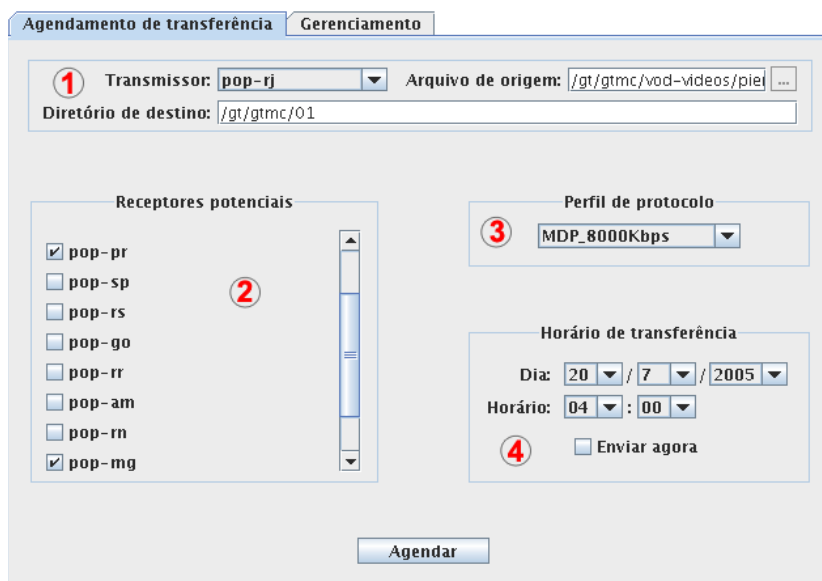 Agendamento de transferência Gerenciamento
1 Transmissor: pop-rj Arquivo de origem: /gt/gtmc/vod-videos/pier ...
Diretório de destino: /gt/gtmc/01
Receptores potenciais
pop-pr
pop-sp
pop-rs
pop-go
pop-rr
pop-am
pop-rn
pop-mg
2
Perfil de protocolo
3 MDP_8000Kbps
Horário de transferência
Dia: 20 / 7 / 2005
Horário: 04 : 00
4 Enviar agora
Agendar